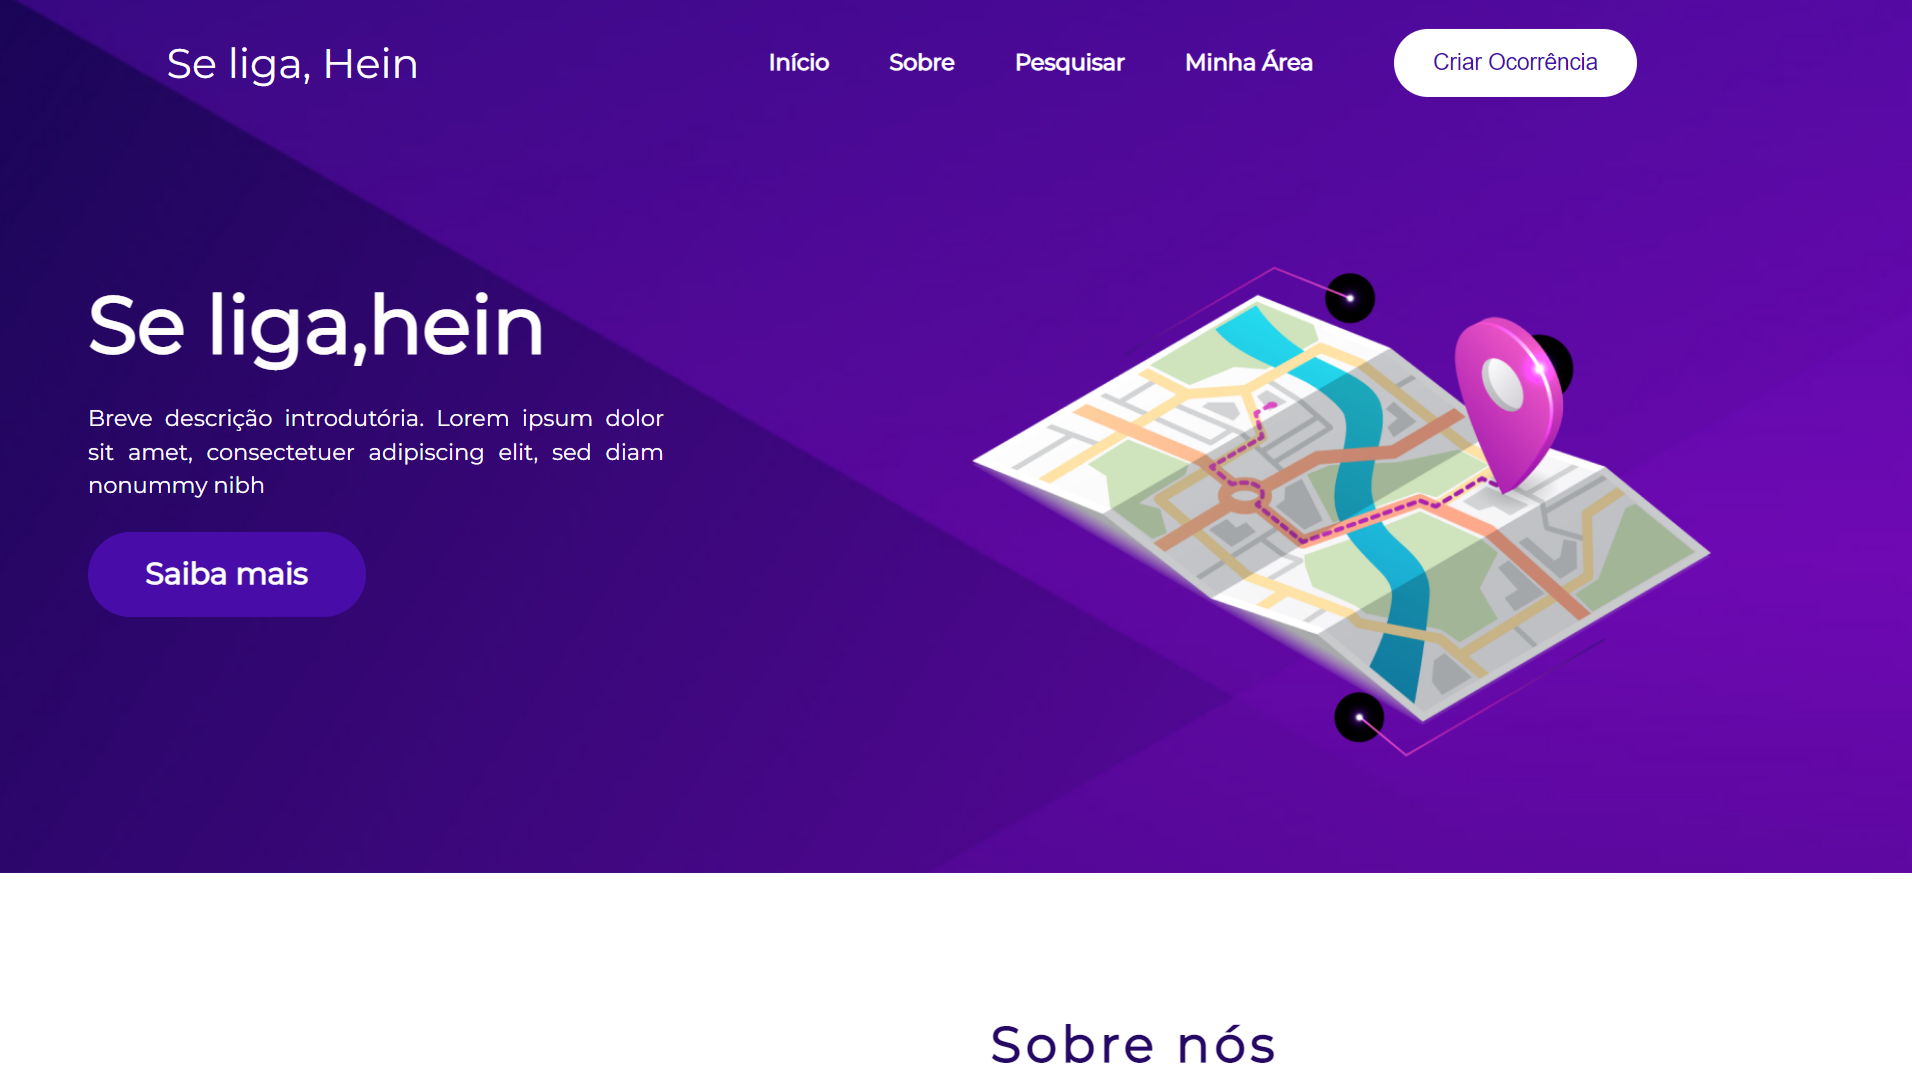 Se liga, Hein
Início
Sobre
Pesquisar
Minha Área
Criar Ocorrência
Se liga,hein
Breve descrição introdutória. Lorem ipsum dolor
sit amet, consectetuer adipiscing elit, sed diam
nonummy nibh
Saiba mais
Sobre nós